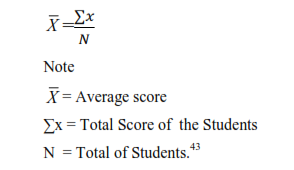 X̅=∑x
N
Note
X̅= Average score
∑x = Total Score of the Students
N = Total of Students.⁴³